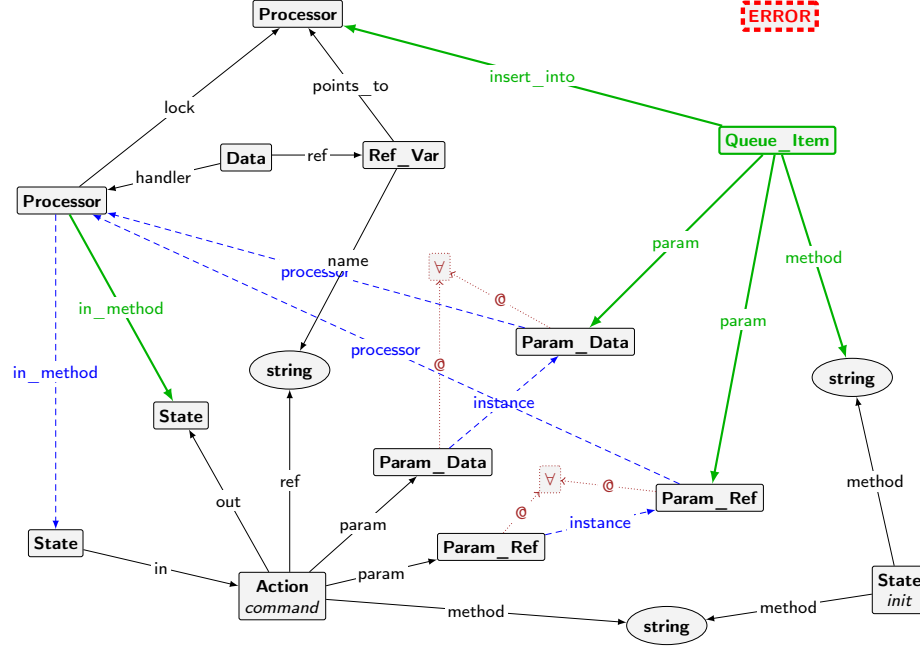 Processor
ERROR
insert_into
points_to
lock
Queue_Item
Data
ref
Ref_Var
handler
Processor
param
method
name
processor
∀
@
in_method
param
Param_Data
processor
@
in_method
string
string
instance
State
Param_Data
∀
@
method
Param_Ref
out
ref
@
instance
param
State
Param_Ref
in
param
Action
command
method
method
State
init
string